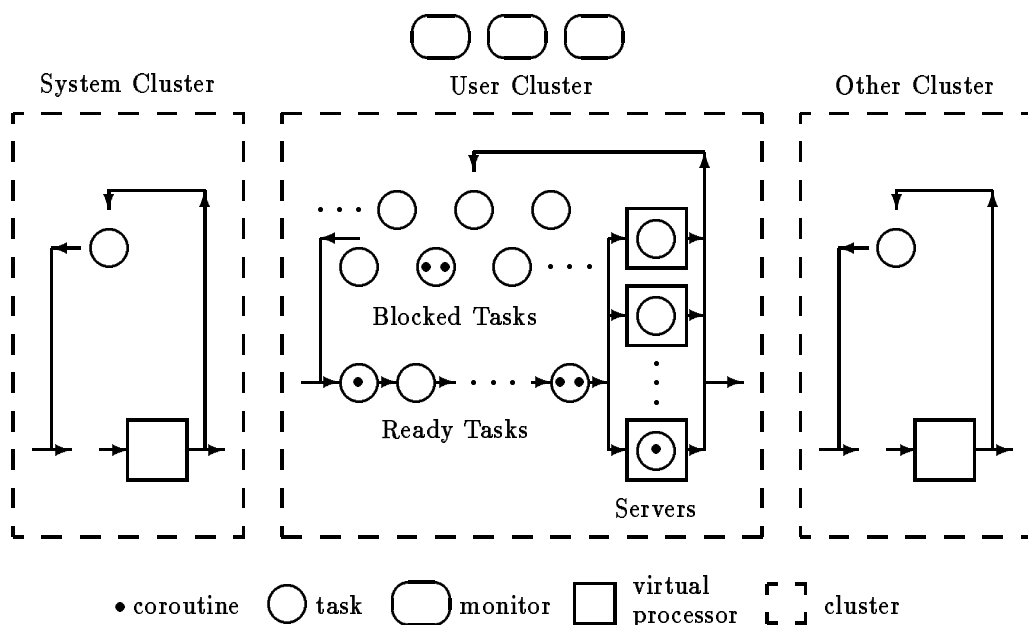 System Cluster
User Cluster
Other Cluster
Blocked Tasks
Ready Tasks
Servers
coroutine
task
monitor
virtual
processor
cluster